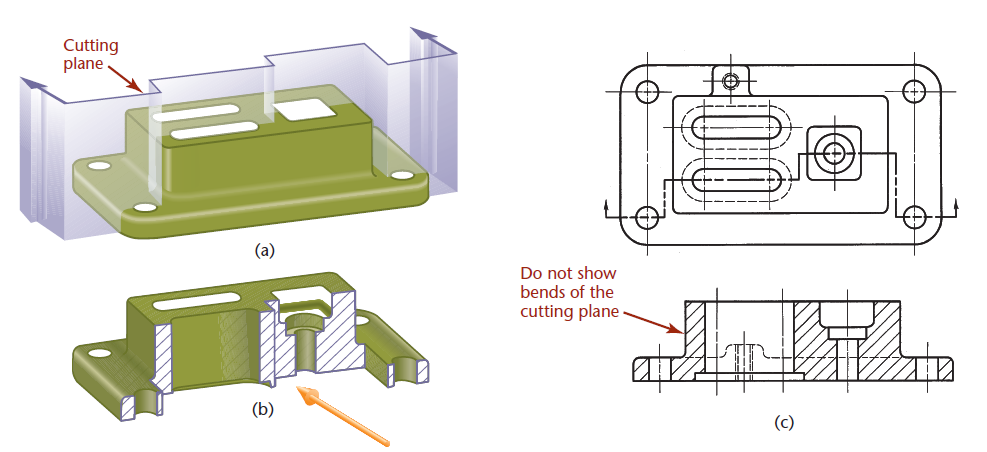 Cutting
plane
(a)
(b)
Do not show
bends of the
cutting plane
(c)